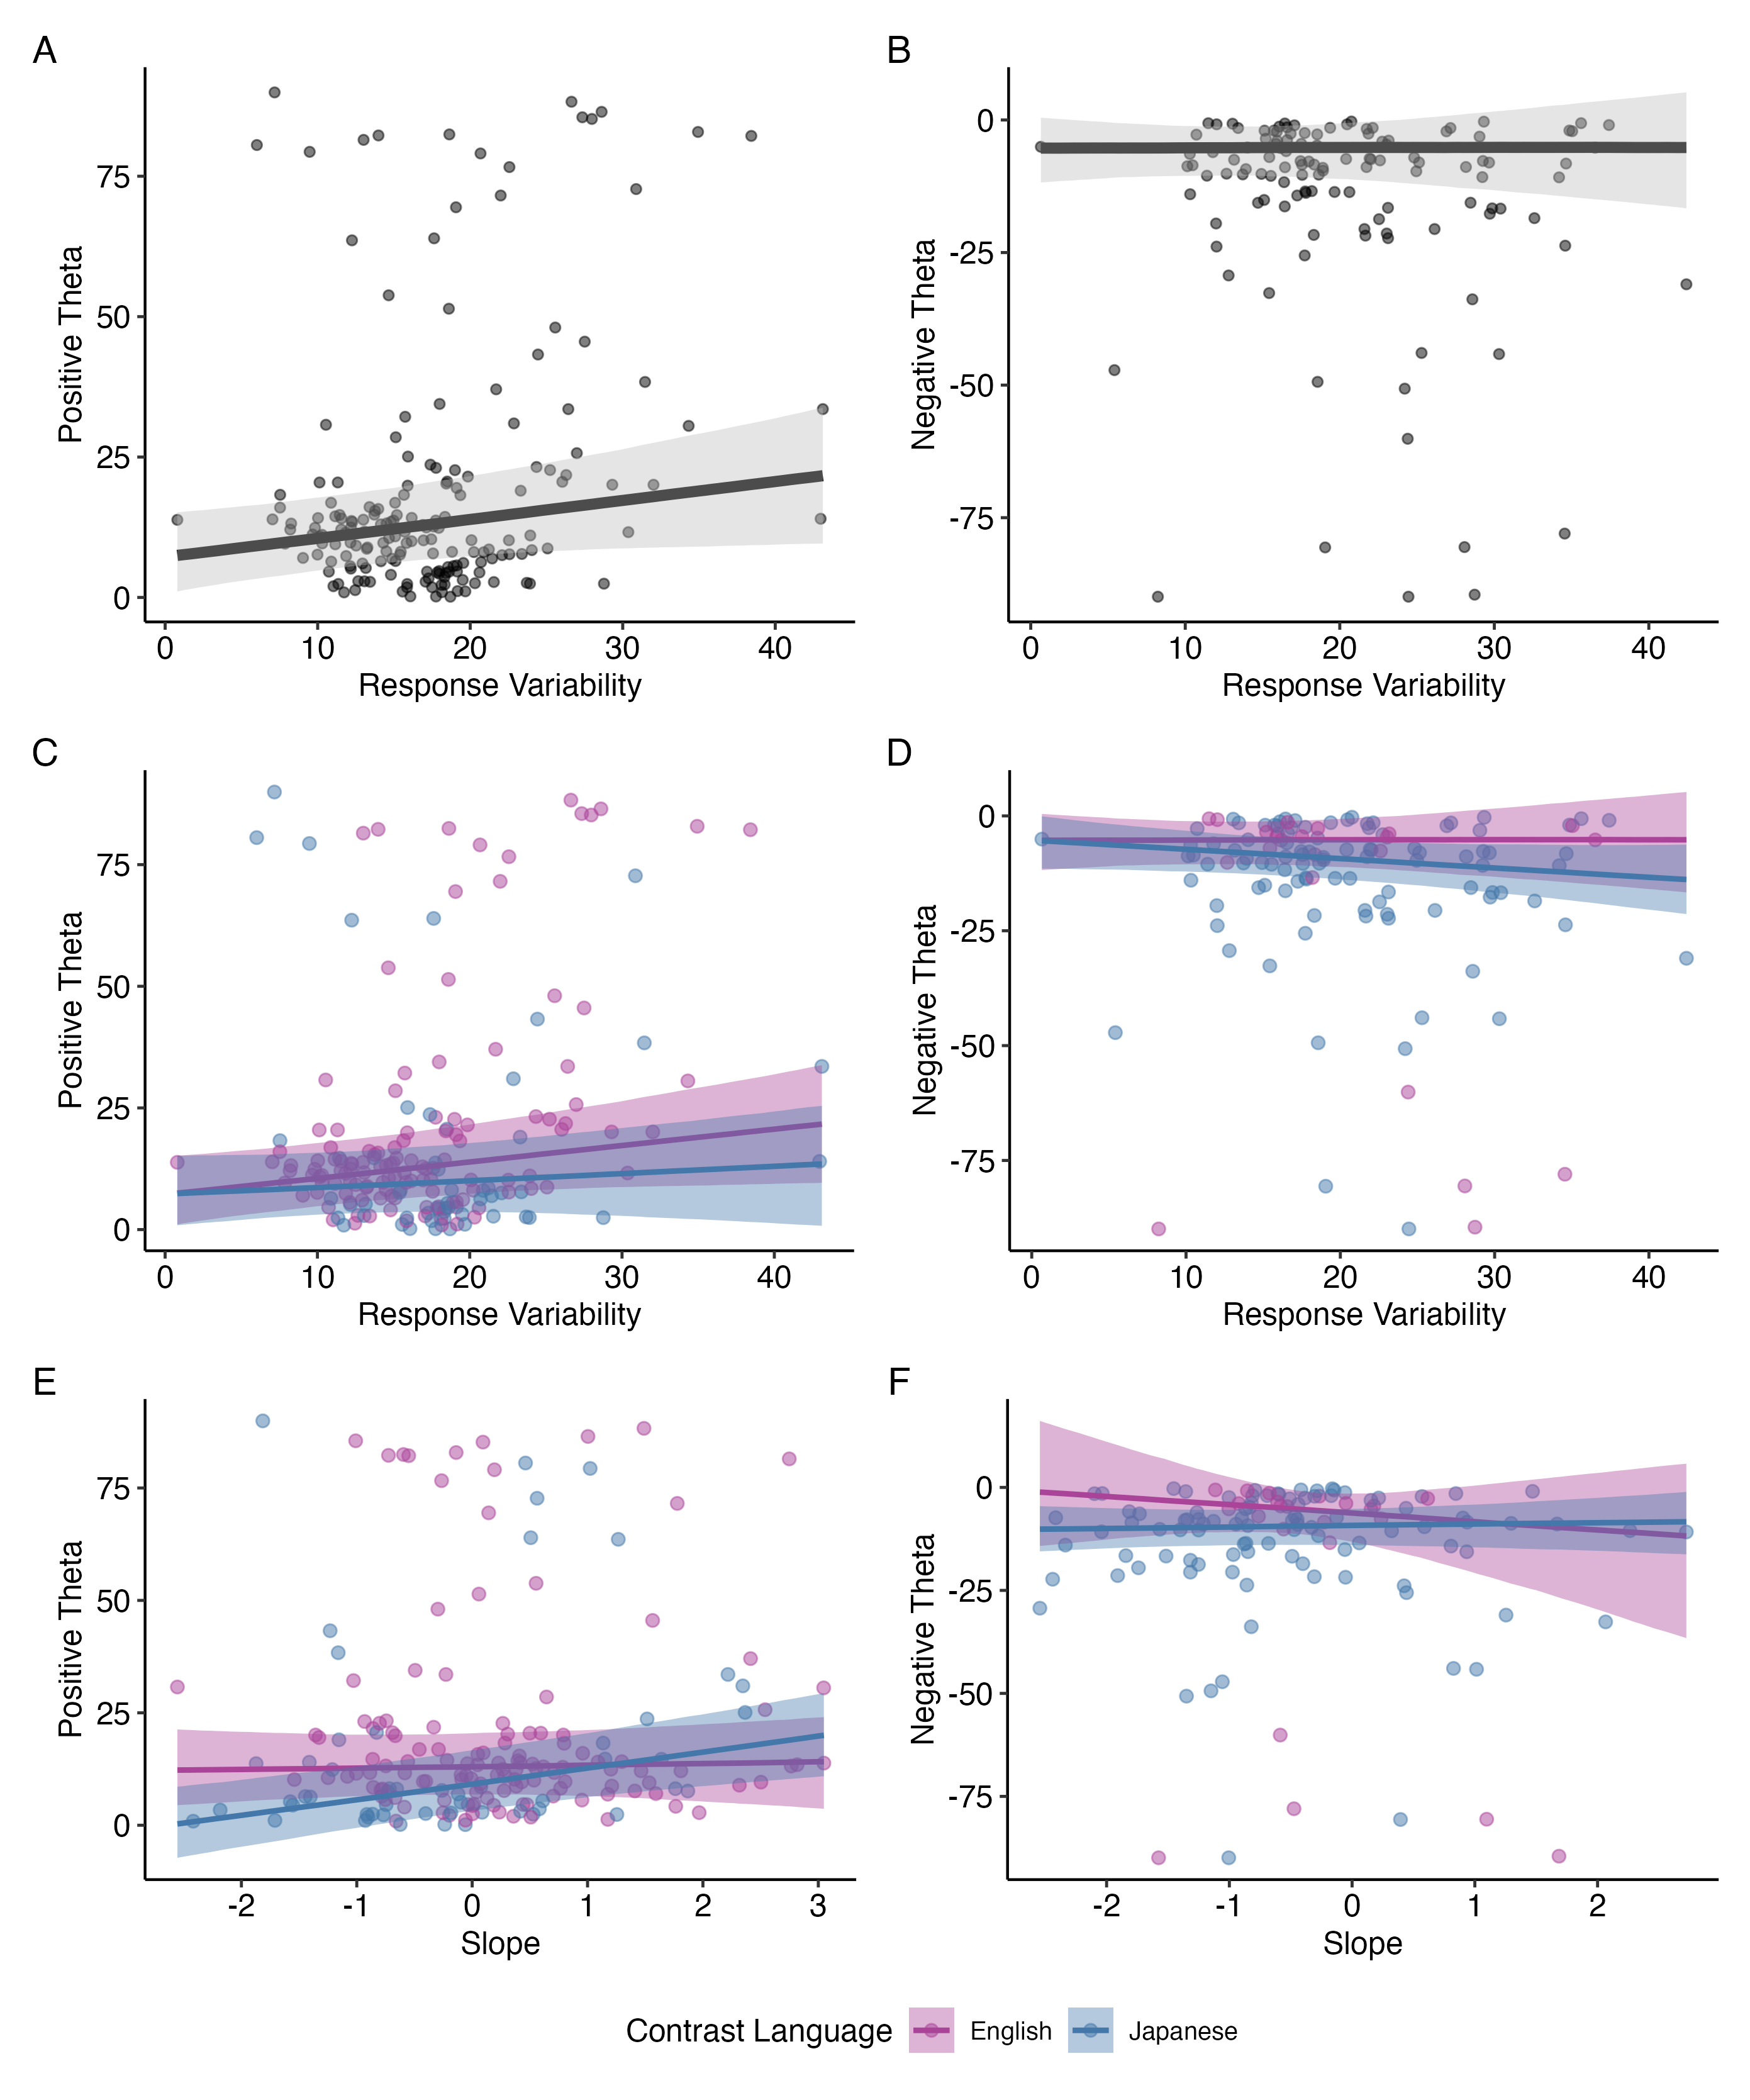 A
Positive Theta
75
50
25
0
0 10 20 30 40
Response Variability
B
Negative Theta
0
-25
-50
-75
0 10 20 30 40
Response Variability
C
Positive Theta
75
50
25
0
0 10 20 30 40
Response Variability
D
Negative Theta
0
-25
-50
-75
0 10 20 30 40
Response Variability
E
Positive Theta
75
50
25
0
-2 -1 0 1 2 3
Slope
F
Negative Theta
0
-25
-50
-75
-2 -1 0 1 2
Slope
Contrast Language English Japanese